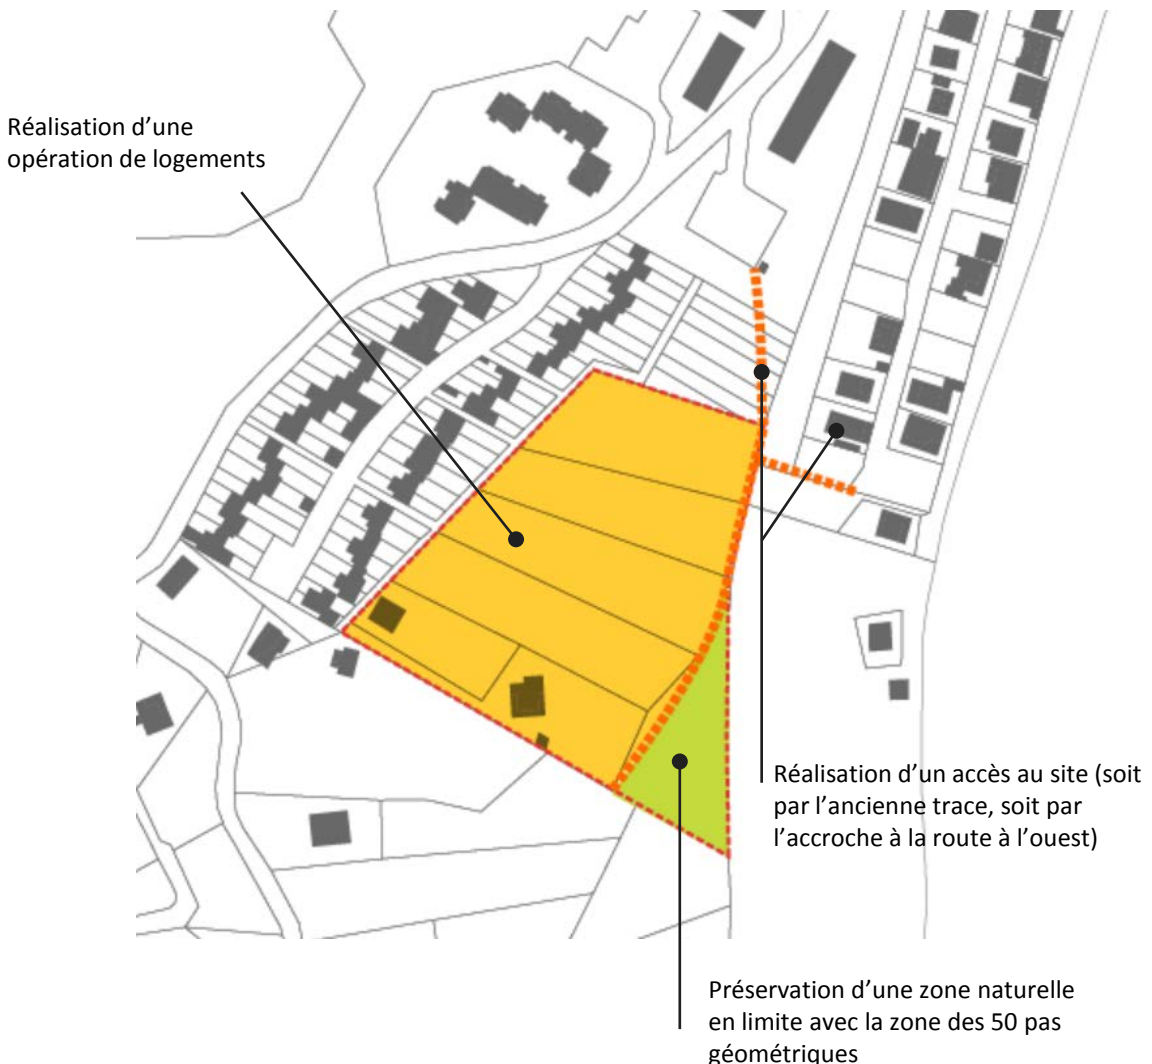 Réalisation d’une
opération de logements
Réalisation d’un accès au site (soit
par l’ancienne trace, soit par
l’accroche à la route à l’ouest)
Préservation d’une zone naturelle
en limite avec la zone des 50 pas
géométriques